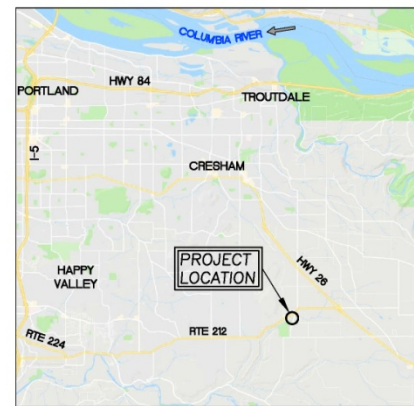 COLUMBIA RIVER
HWY 84
PORTLAND
TROUTDALE
I-5
CRESHAM
PROJECT
LOCATION
HWY 26
HAPPY
VALLEY
RTE 212
RTE 224